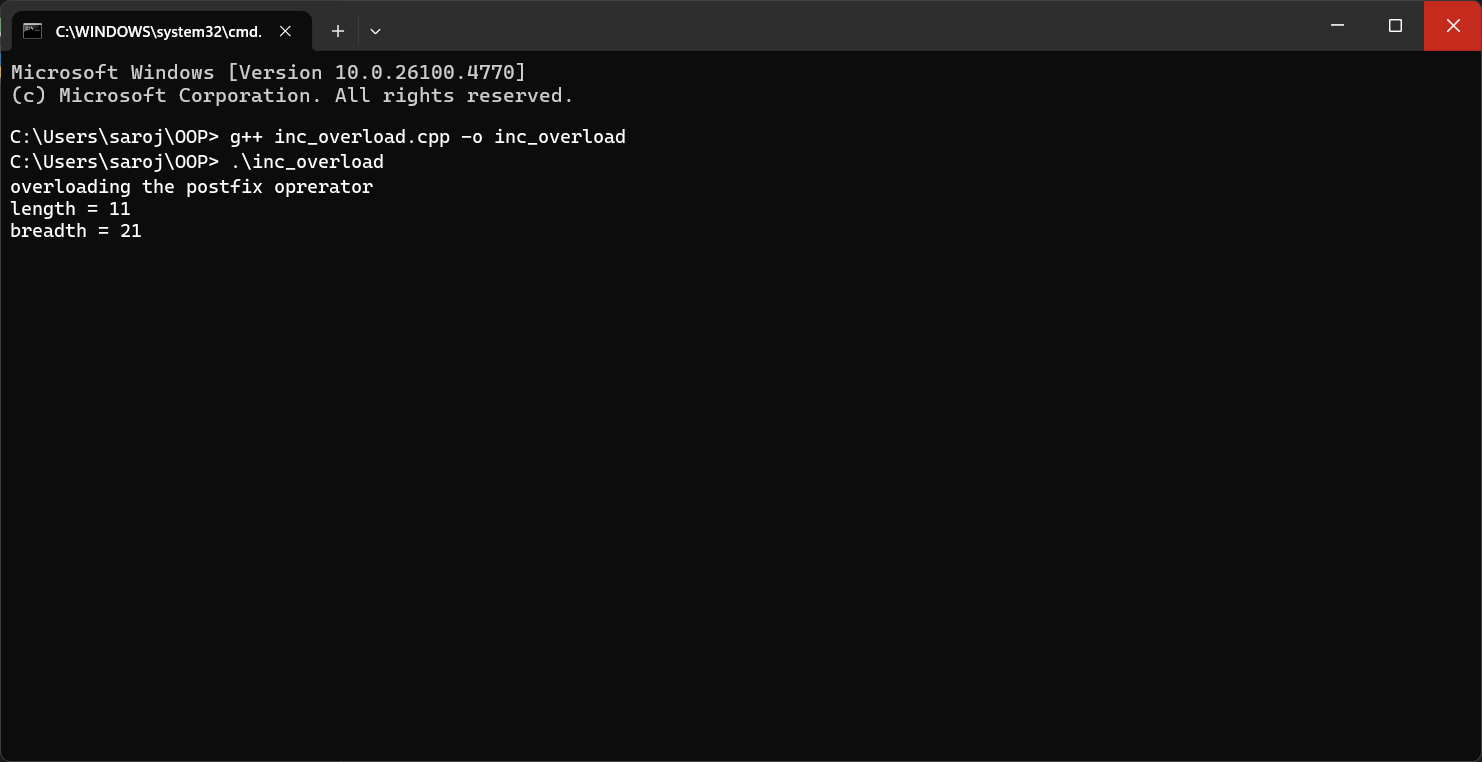 C:\WINDOWS\system32\cmd.
Microsoft Windows [Version 10.0.26100.4770]
(c) Microsoft Corporation. All rights reserved.
C:\Users\saroj\OOP> g++ inc_overload.cpp -o inc_overload
C:\Users\saroj\OOP> .\inc_overload
overloading the postfix oprerator
length = 11
breadth = 21